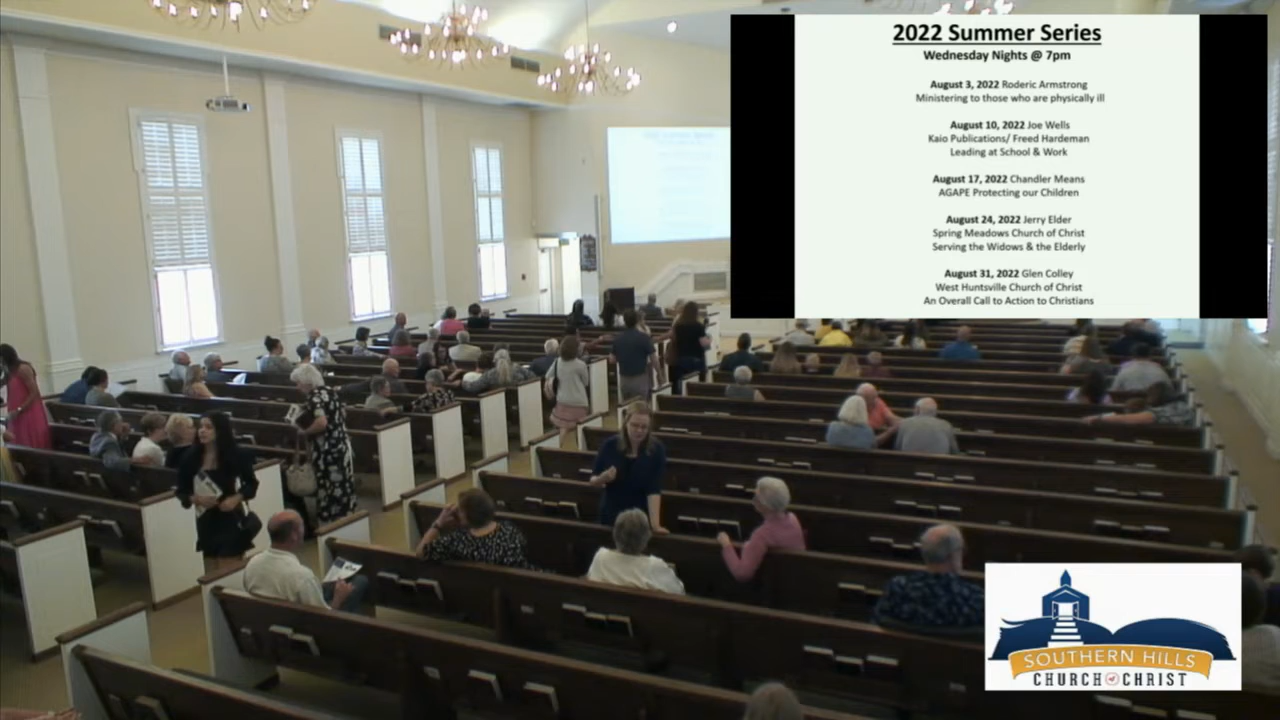 2022 Summer Series
Wednesday Nights @ 7pm
August 3, 2022 Roderic Armstrong
Ministering to those who are physically ill
August 10, 2022 Joe Wells
Kaio Publications/ Freed Hardeman
Leading at School & Work
August 17, 2022 Chandler Means
AGAPE Protecting our Children
August 24, 2022 Jerry Elder
Spring Meadows Church of Christ
Serving the Widows & the Elderly
August 31, 2022 Glen Colley
West Huntsville Church of Christ
An Overall Call to Action to Christians
SOUTHERN HILLS
CHURCH OF CHRIST